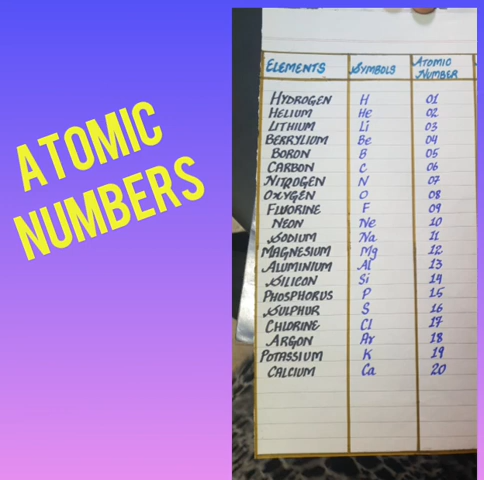 ATOMIC
NUMBERS
ELEMENTS SYMBOLS ATOMIC NUMBER
HYDROGEN H 01
HELIUM He 02
LITHIUM Li 03
BERRYLIUM Be 04
BORON B 05
CARBON C 06
NITROGEN N 07
OXYGEN O 08
FLUORINE F 09
NEON Ne 10
SODIUM Na 11
MAGNESIUM Mg 12
ALUMINIUM Al 13
SILICON Si 14
PHOSPHORUS P 15
SULPHUR S 16
CHLORINE Cl 17
ARGON Ar 18
POTASSIUM K 19
CALCIUM Ca 20